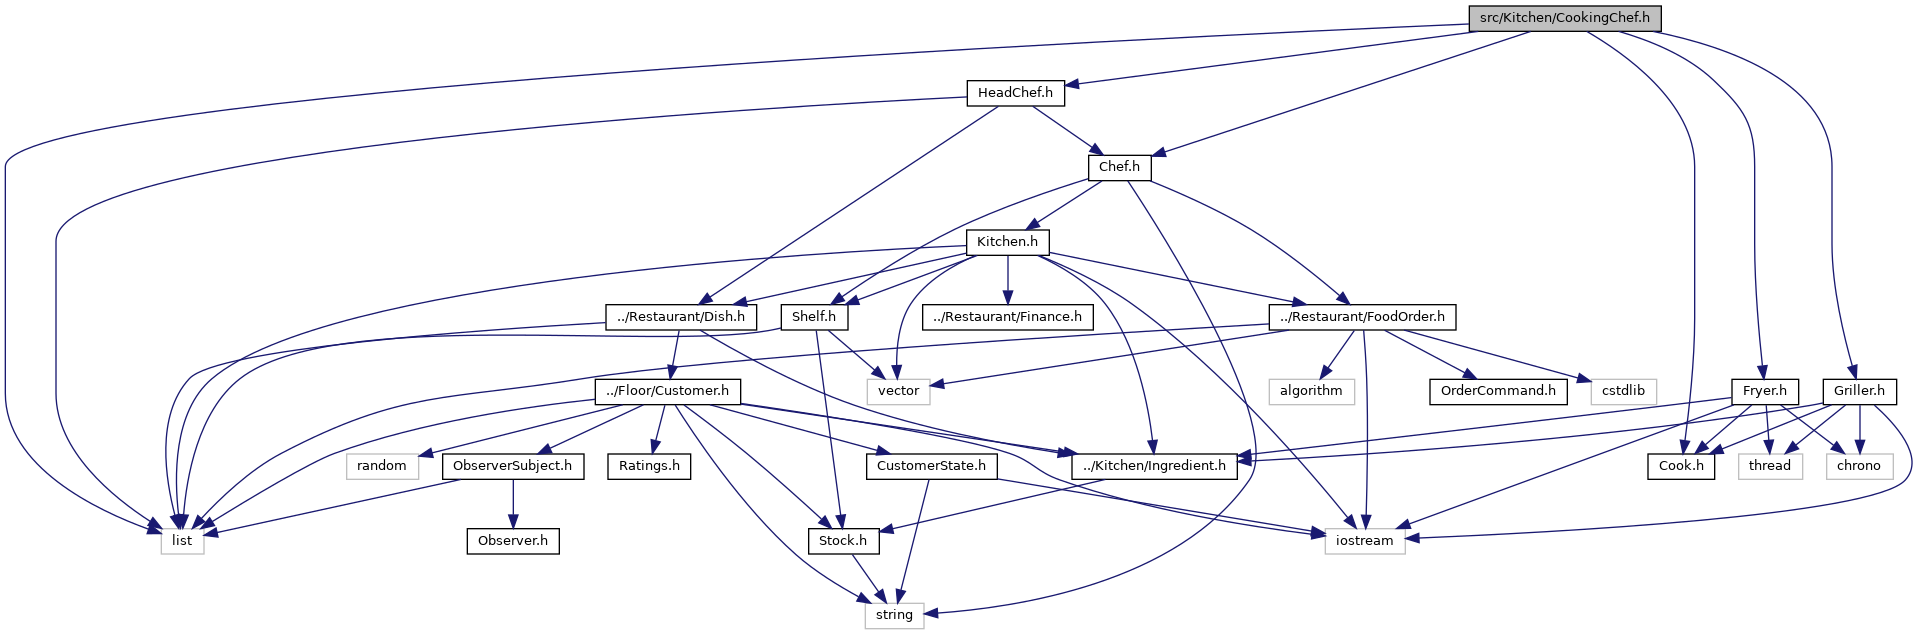 src/Kitchen/CookingChef.h
HeadChef.h
Chef.h
Kitchen.h
../Restaurant/Dish.h
Shelf.h
../Restaurant/Finance.h
../Restaurant/FoodOrder.h
../Floor/Customer.h
vector
algorithm
OrderCommand.h
cstdlib
Fryer.h
Griller.h
random
ObserverSubject.h
Ratings.h
CustomerState.h
../Kitchen/Ingredient.h
Cook.h
thread
chrono
list
Observer.h
Stock.h
iostream
string